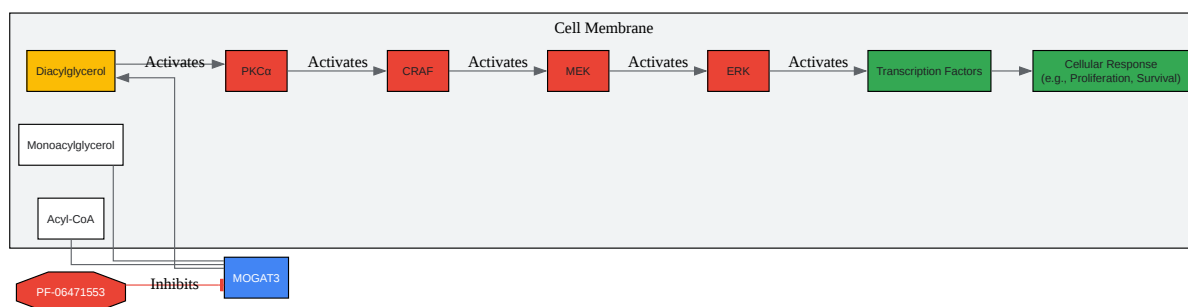 Cell Membrane
Diacylglycerol
Activates
PKCα
Activates
CRAF
Activates
MEK
Activates
ERK
Activates
Transcription Factors
Cellular Response
(e.g., Proliferation, Survival)
Monoacylglycerol
Acyl-CoA
MOGAT3
PF-06471553
Inhibits